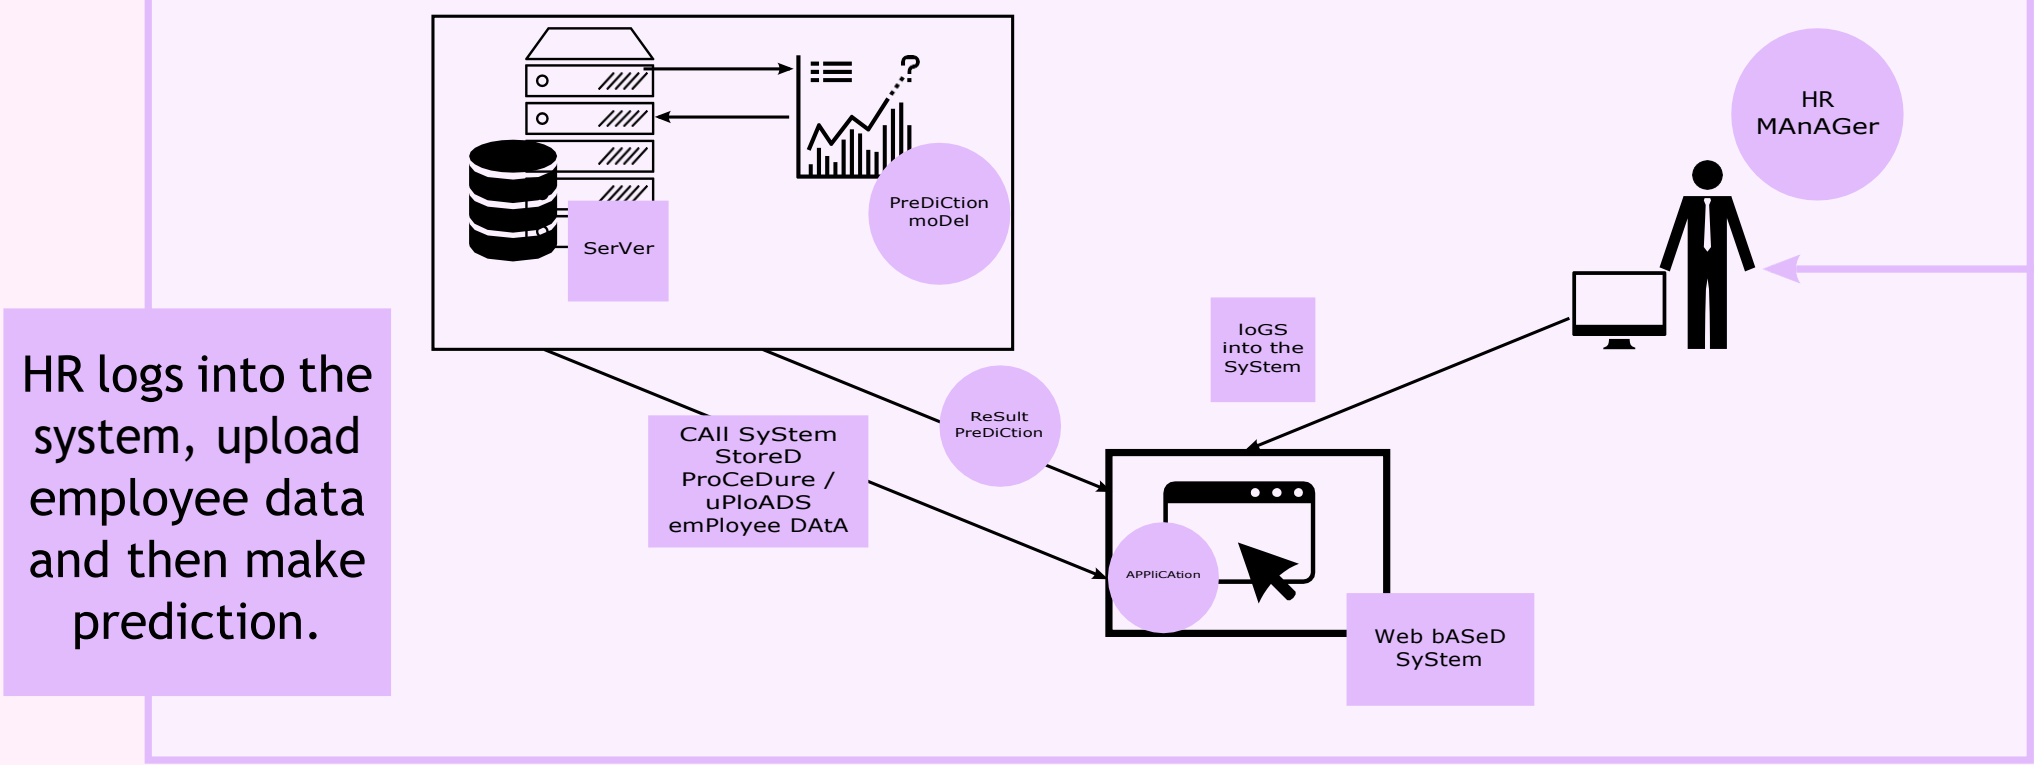 HR
MAnAGer
PreDiCtion
moDel
SerVer
HR logs into the
system, upload
employee data
and then make
prediction.
loGS
into the
SyStem
ReSult
PreDiCtion
CAll SyStem
StoreD
ProCeDure /
uPloADS
emPloyee DAtA
APPliCAtion
Web bASeD
SyStem